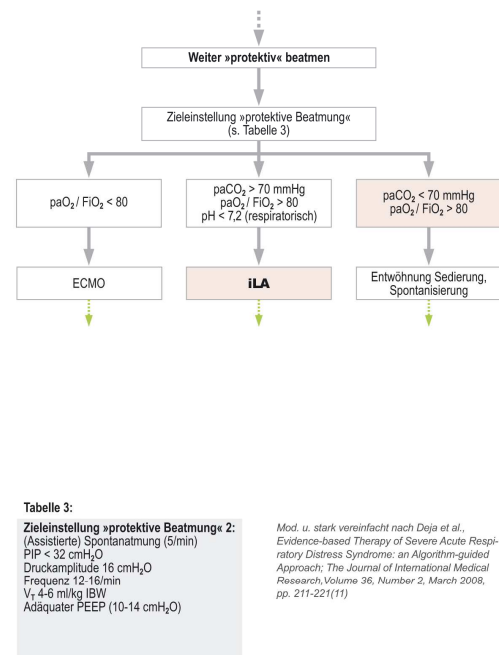 Weiter »protektiv« beatmen
Zieleinstellung »protektive Beatmung«
(s. Tabelle 3)
paO₂ / FiO₂ < 80
paCO₂ > 70 mmHg
paO₂ / FiO₂ > 80
pH < 7,2 (respiratorisch)
paCO₂ < 70 mmHg
paO₂ / FiO₂ > 80
ECMO
iLA
Entwöhnung Sedierung,
Spontanisierung
Tabelle 3:
Zieleinstellung »protektive Beatmung« 2:
(Assistierte) Spontanatmung (5/min)
PIP < 32 cmH₂O
Druckamplitude 16 cmH₂O
Frequenz 12-16/min
V_T 4-6 ml/kg IBW
Adäquater PEEP (10-14 cmH₂O)
Mod. u. stark vereinfacht nach Deja et al.,
Evidence-based Therapy of Severe Acute Respi-
ratory Distress Syndrome: an Algorithm-guided
Approach; The Journal of International Medical
Research,Volume 36, Number 2, March 2008,
pp. 211-221(11)